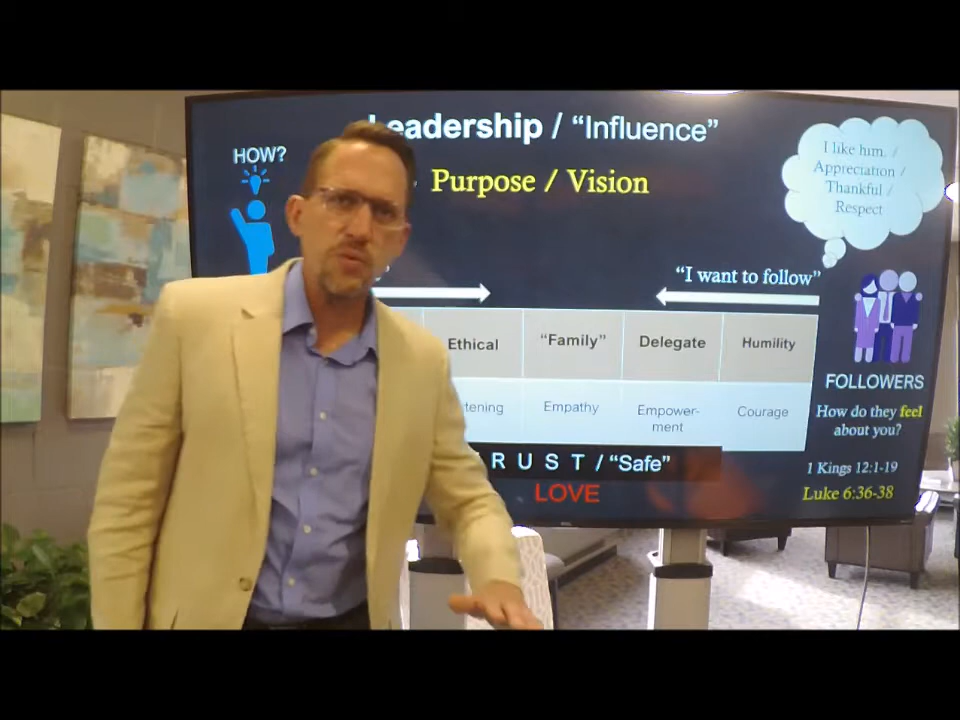 Leadership / “Influence”
HOW?
Purpose / Vision
I like him. /
Appreciation /
Thankful /
Respect
“I want to follow”
Ethical
“Family”
Delegate
Humility
tening
Empathy
Empower-
ment
Courage
R U S T / “Safe”
LOVE
FOLLOWERS
How do they feel
about you?
1 Kings 12:1-19
Luke 6:36-38